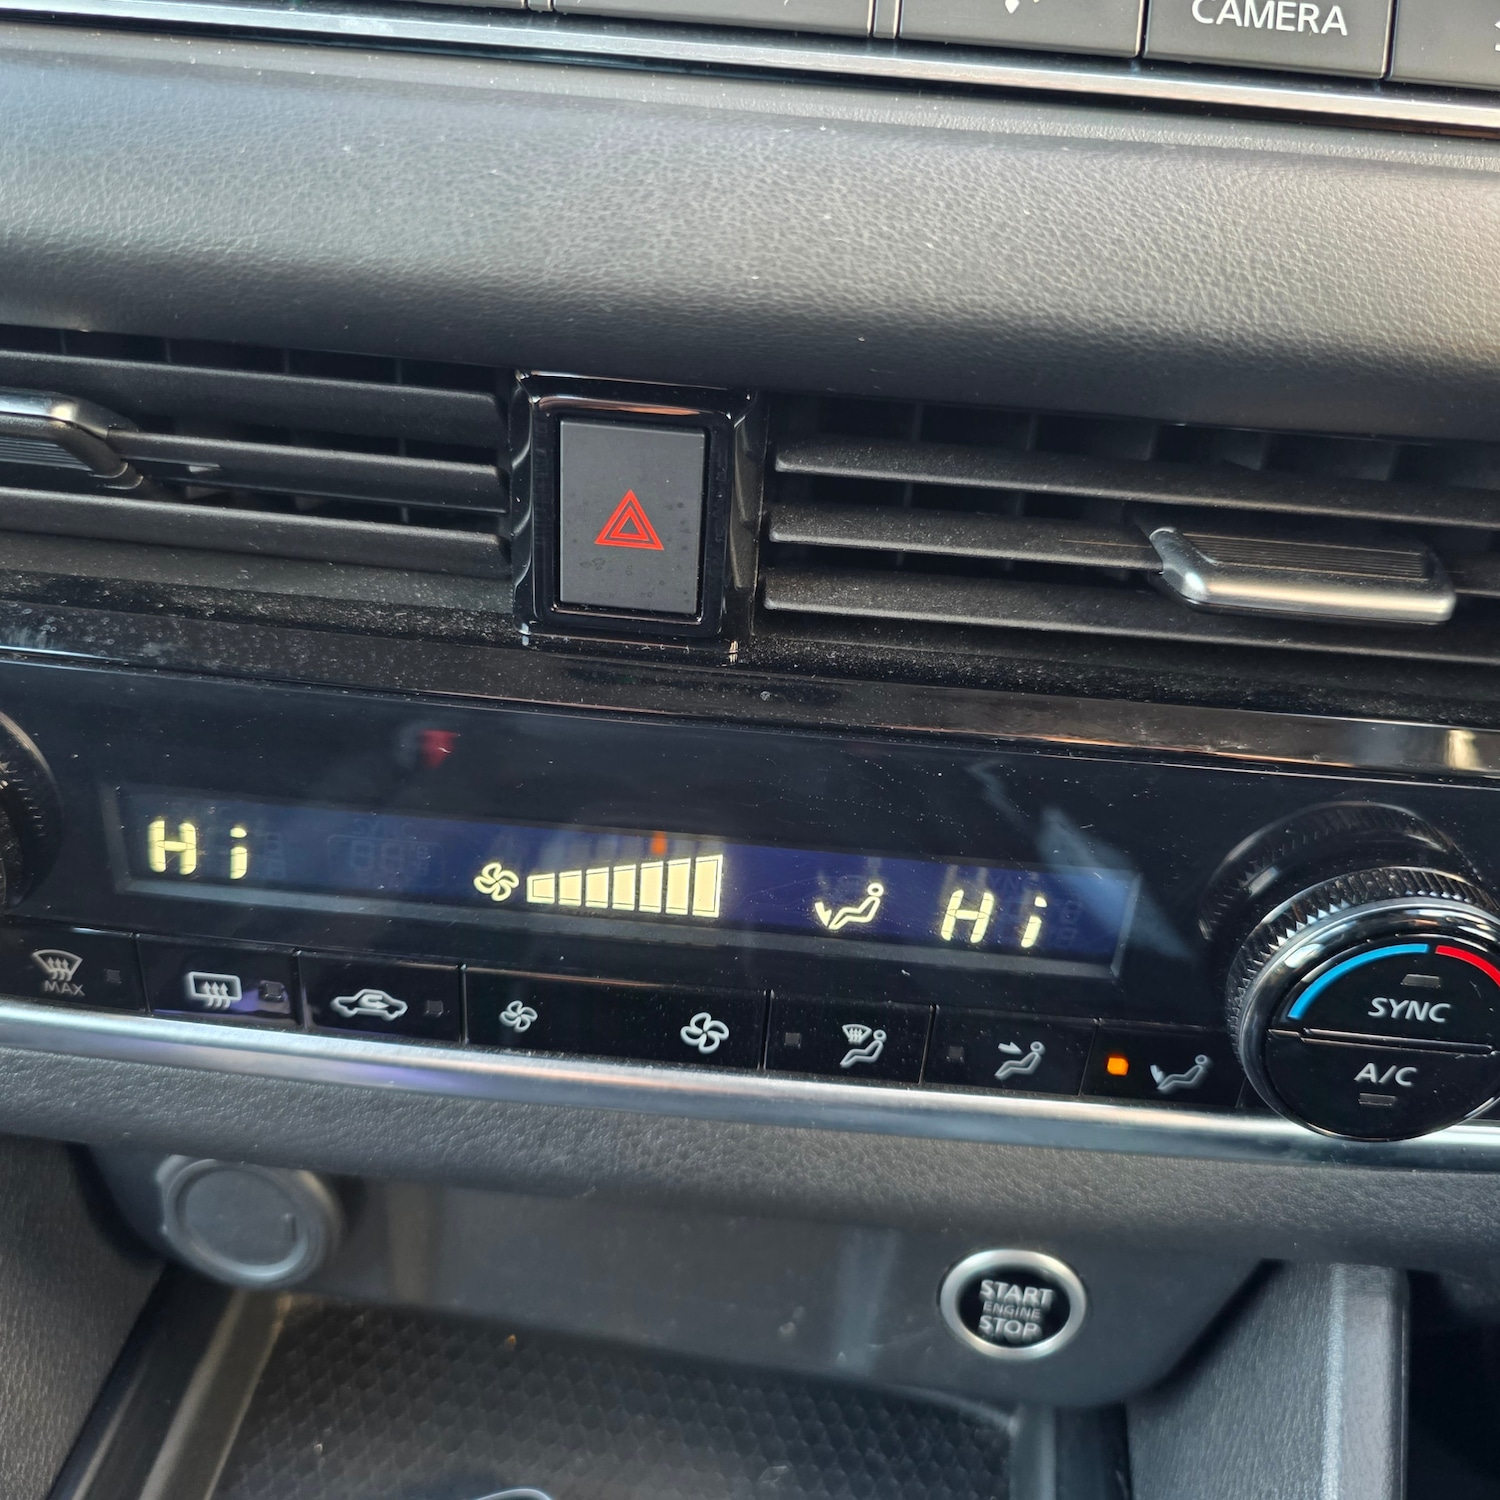 CAMERA
Hi
Hi
MAX
SYNC
A/C
START
ENGINE
STOP